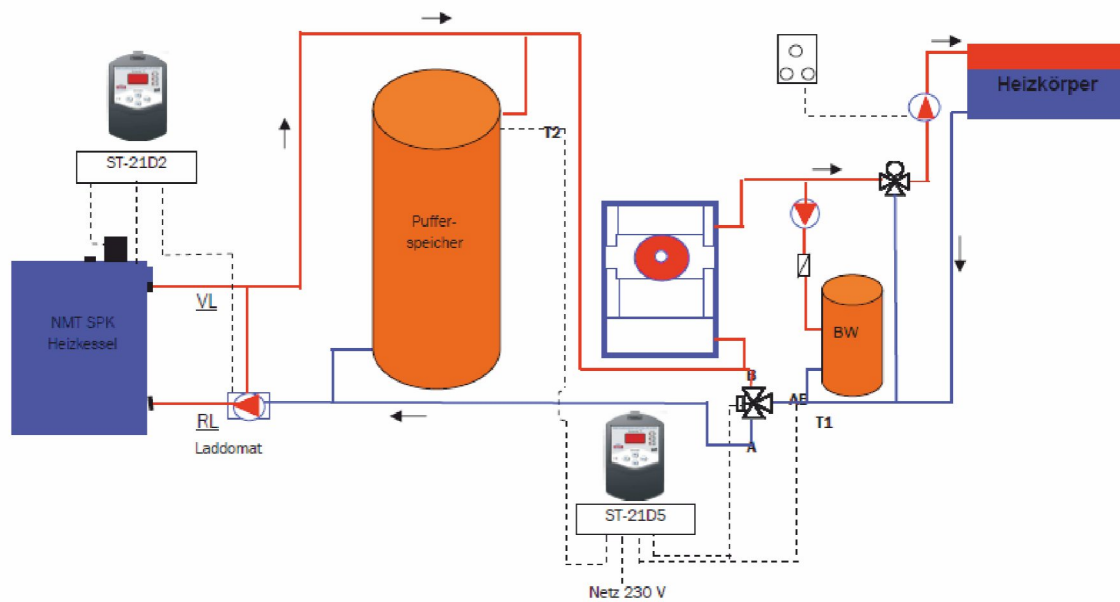 ST-21D2
NMT SPK
Heizkessel
VL
RL
Laddomat
Puffer-
speicher
T2
Heizkörper
BW
B
AB
A
T1
ST-21D5
Netz 230 V